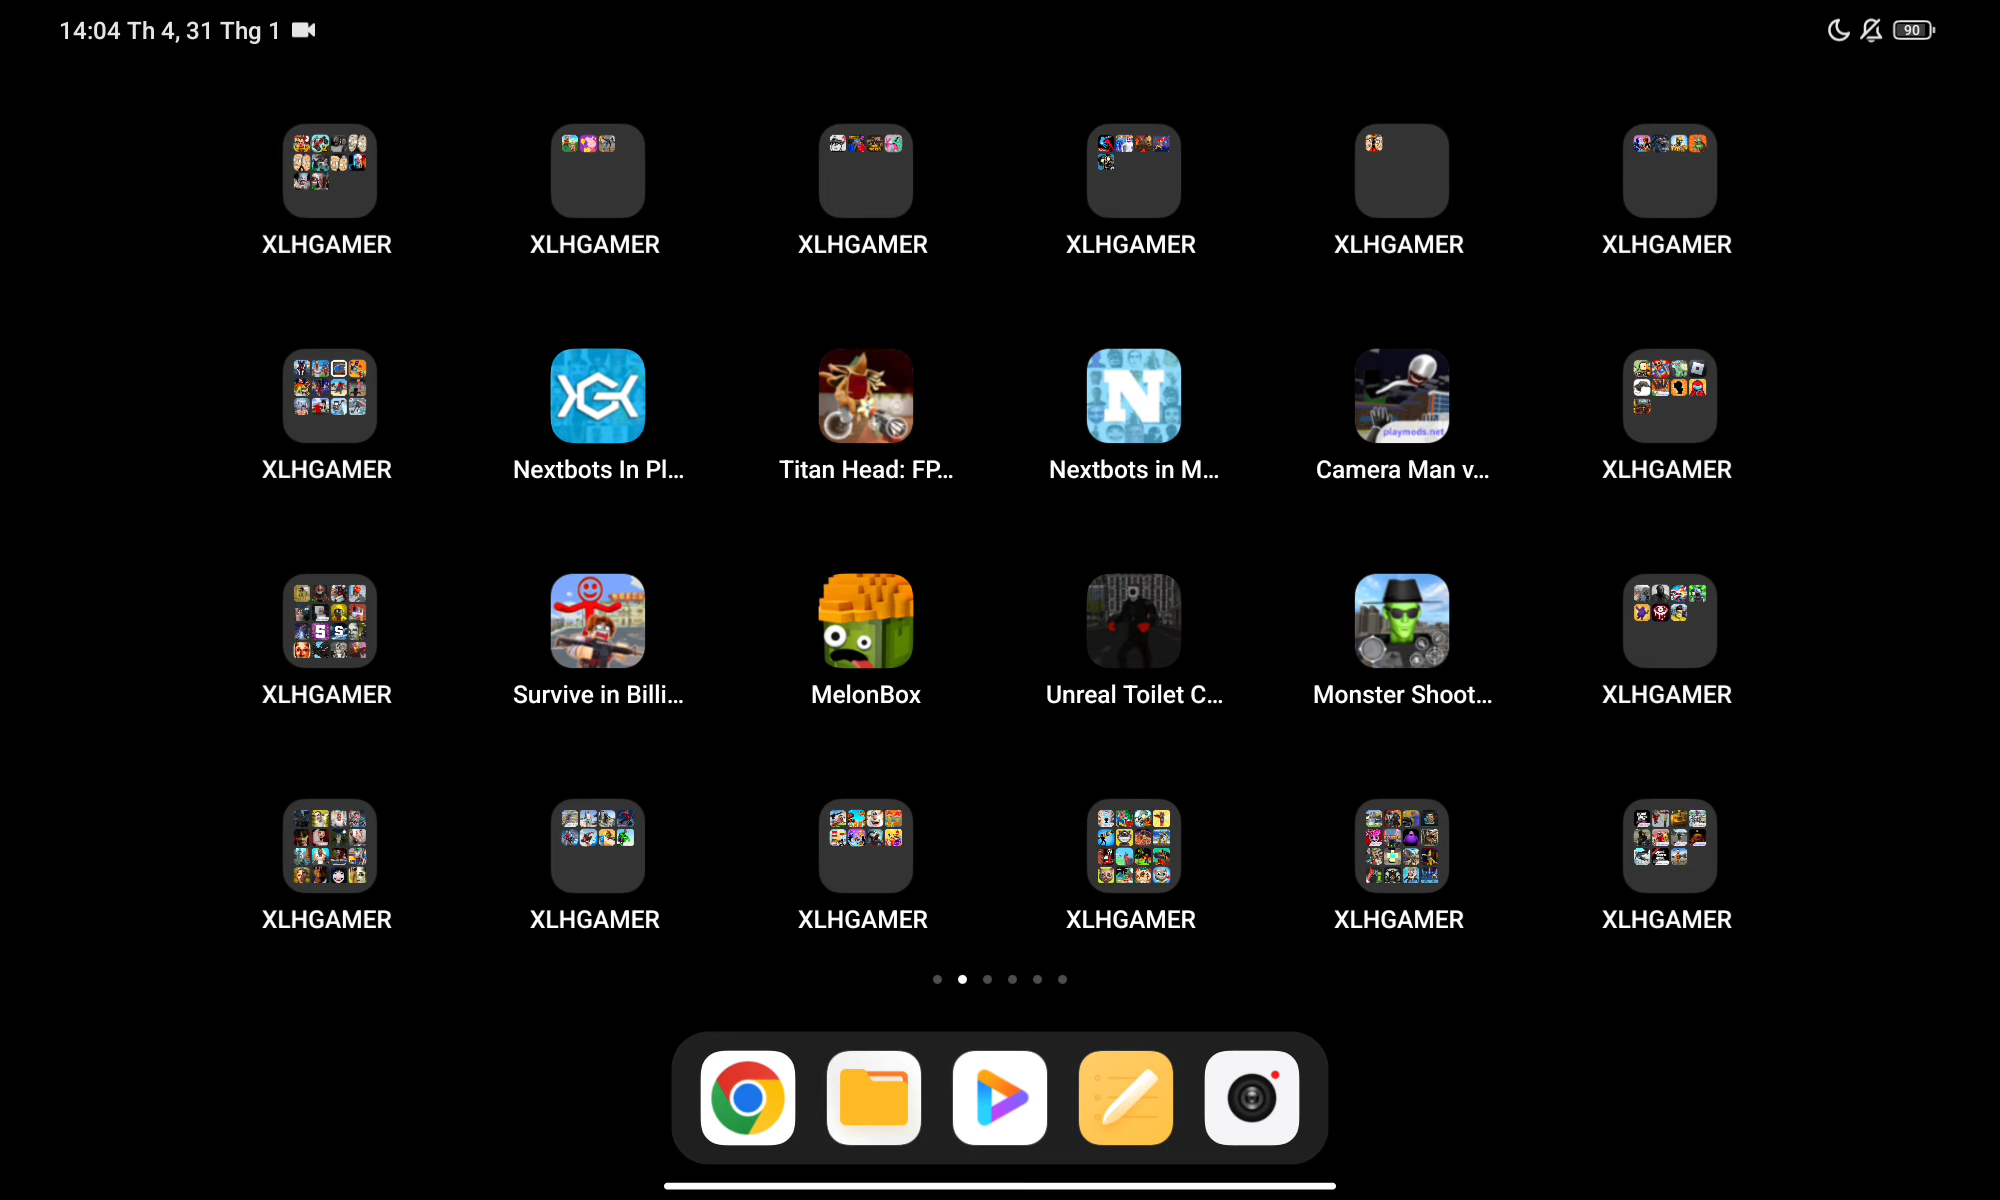 14:04 Th 4, 31 Thg 1
90
XLHGAMER XLHGAMER XLHGAMER XLHGAMER XLHGAMER XLHGAMER
N
playmods.net
XLHGAMER Nextbots In Pl... Titan Head: FP... Nextbots in M... Camera Man v... XLHGAMER
XLHGAMER Survive in Billi... MelonBox Unreal Toilet C... Monster Shoot... XLHGAMER
XLHGAMER XLHGAMER XLHGAMER XLHGAMER XLHGAMER XLHGAMER